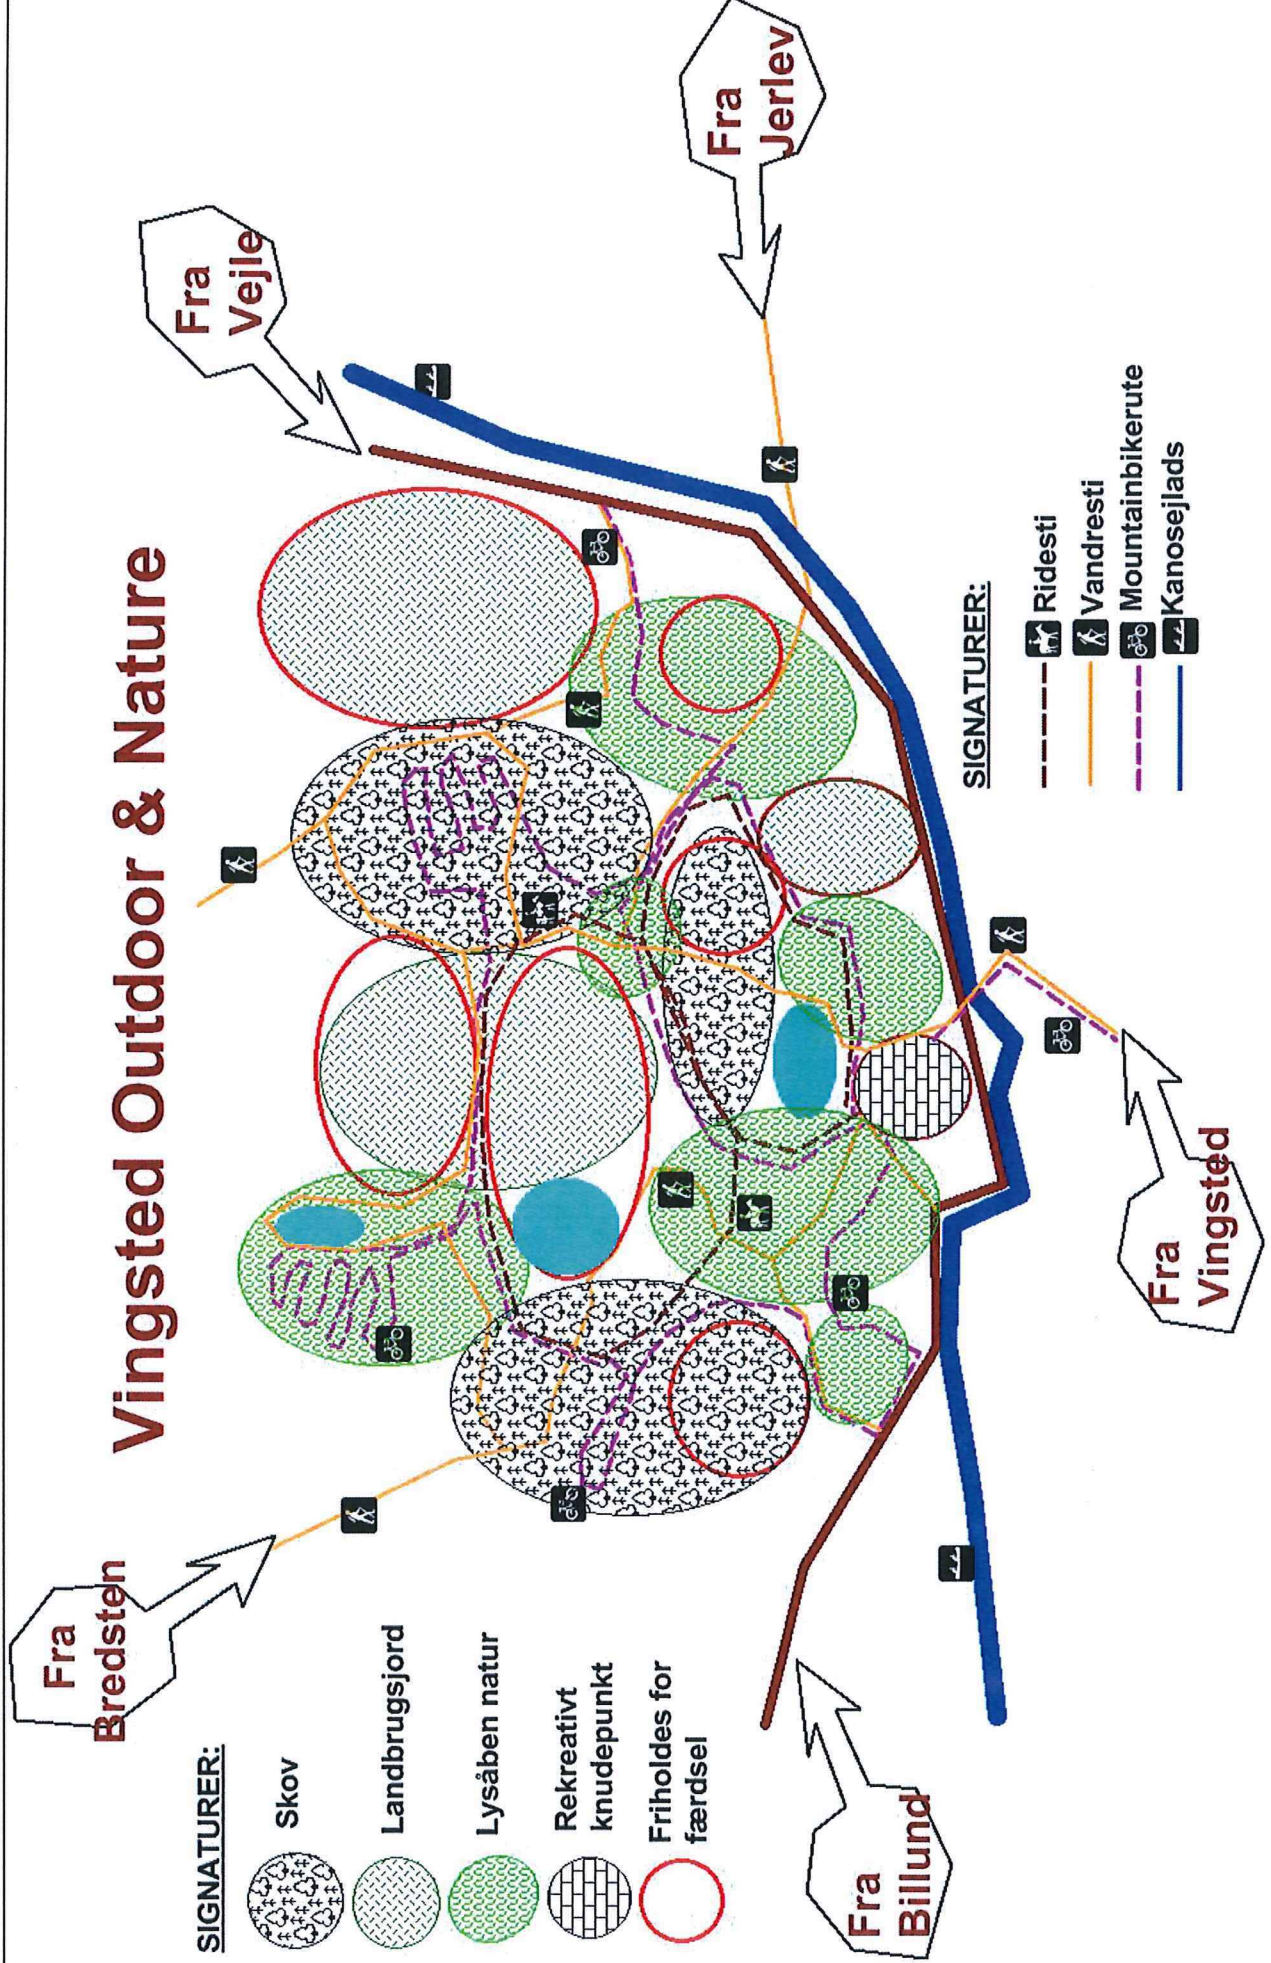 Vingsted Outdoor & Nature
Fra
Bredsten
Fra
Vejle
Fra
Jerlev
Fra
Billund
Fra
Vingsted
SIGNATURER:
Skov
Landbrugsjord
Lysåben natur
Rekreativt
knudepunkt
Friholdes for
færdsel
SIGNATURER:
Ridesti
Vandresti
Mountainbikerute
Kanosejlads